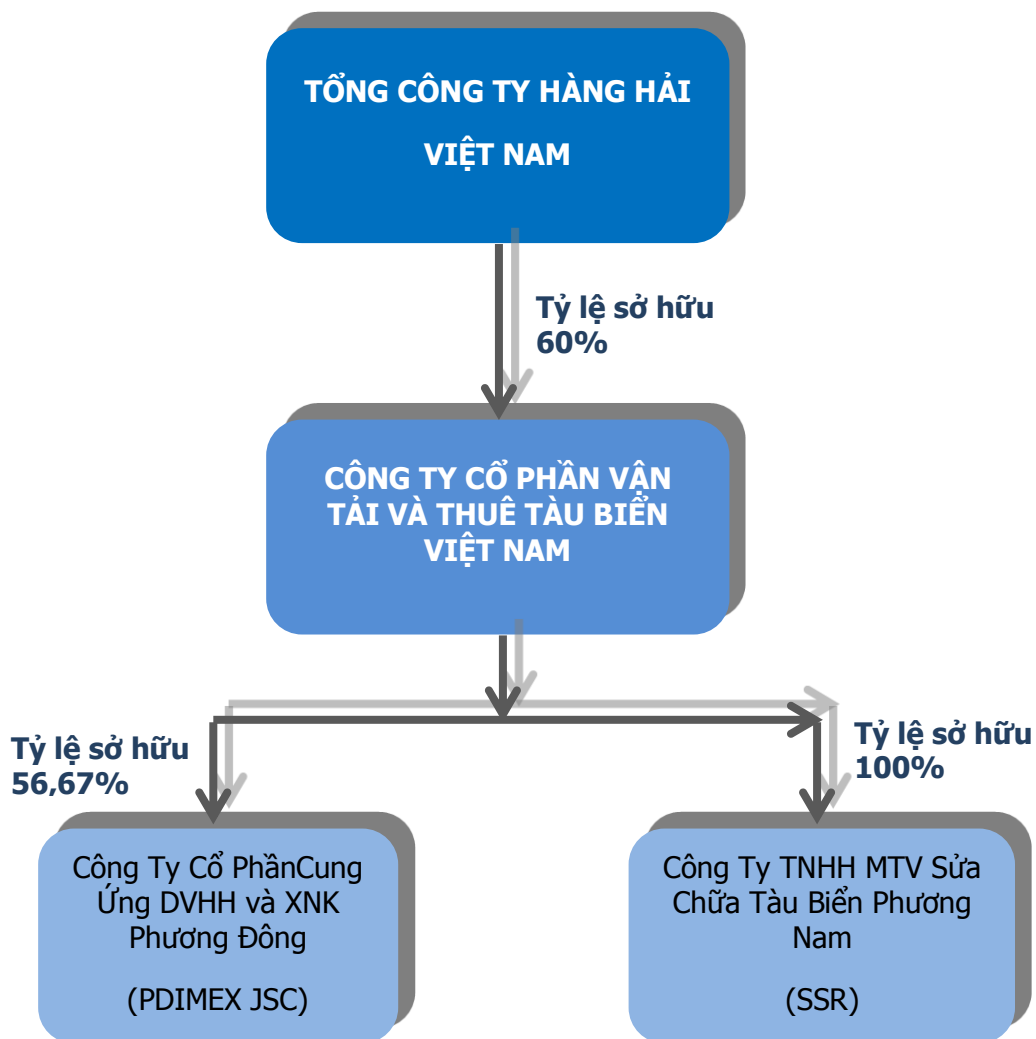 TỔNG CÔNG TY HÀNG HẢI
VIỆT NAM
Tỷ lệ sở hữu
60%
CÔNG TY CỔ PHẦN VẬN
TẢI VÀ THUÊ TÀU BIỂN
VIỆT NAM
Tỷ lệ sở hữu
56,67%
Tỷ lệ sở hữu
100%
Công Ty Cổ PhầnCung
Ứng DVHH và XNK
Phương Đông
(PDIMEX JSC)
Công Ty TNHH MTV Sửa
Chữa Tàu Biển Phương
Nam
(SSR)